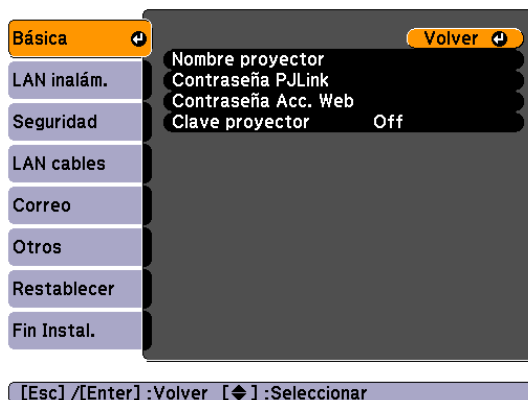 Básica
Volver
Nombre proyector
LAN inalám.
Contraseña PJLink
Contraseña Acc. Web
Seguridad
Clave proyector Off
LAN cables
Correo
Otros
Restablecer
Fin Instal.
[Esc] /[Enter] :Volver [◆] :Seleccionar